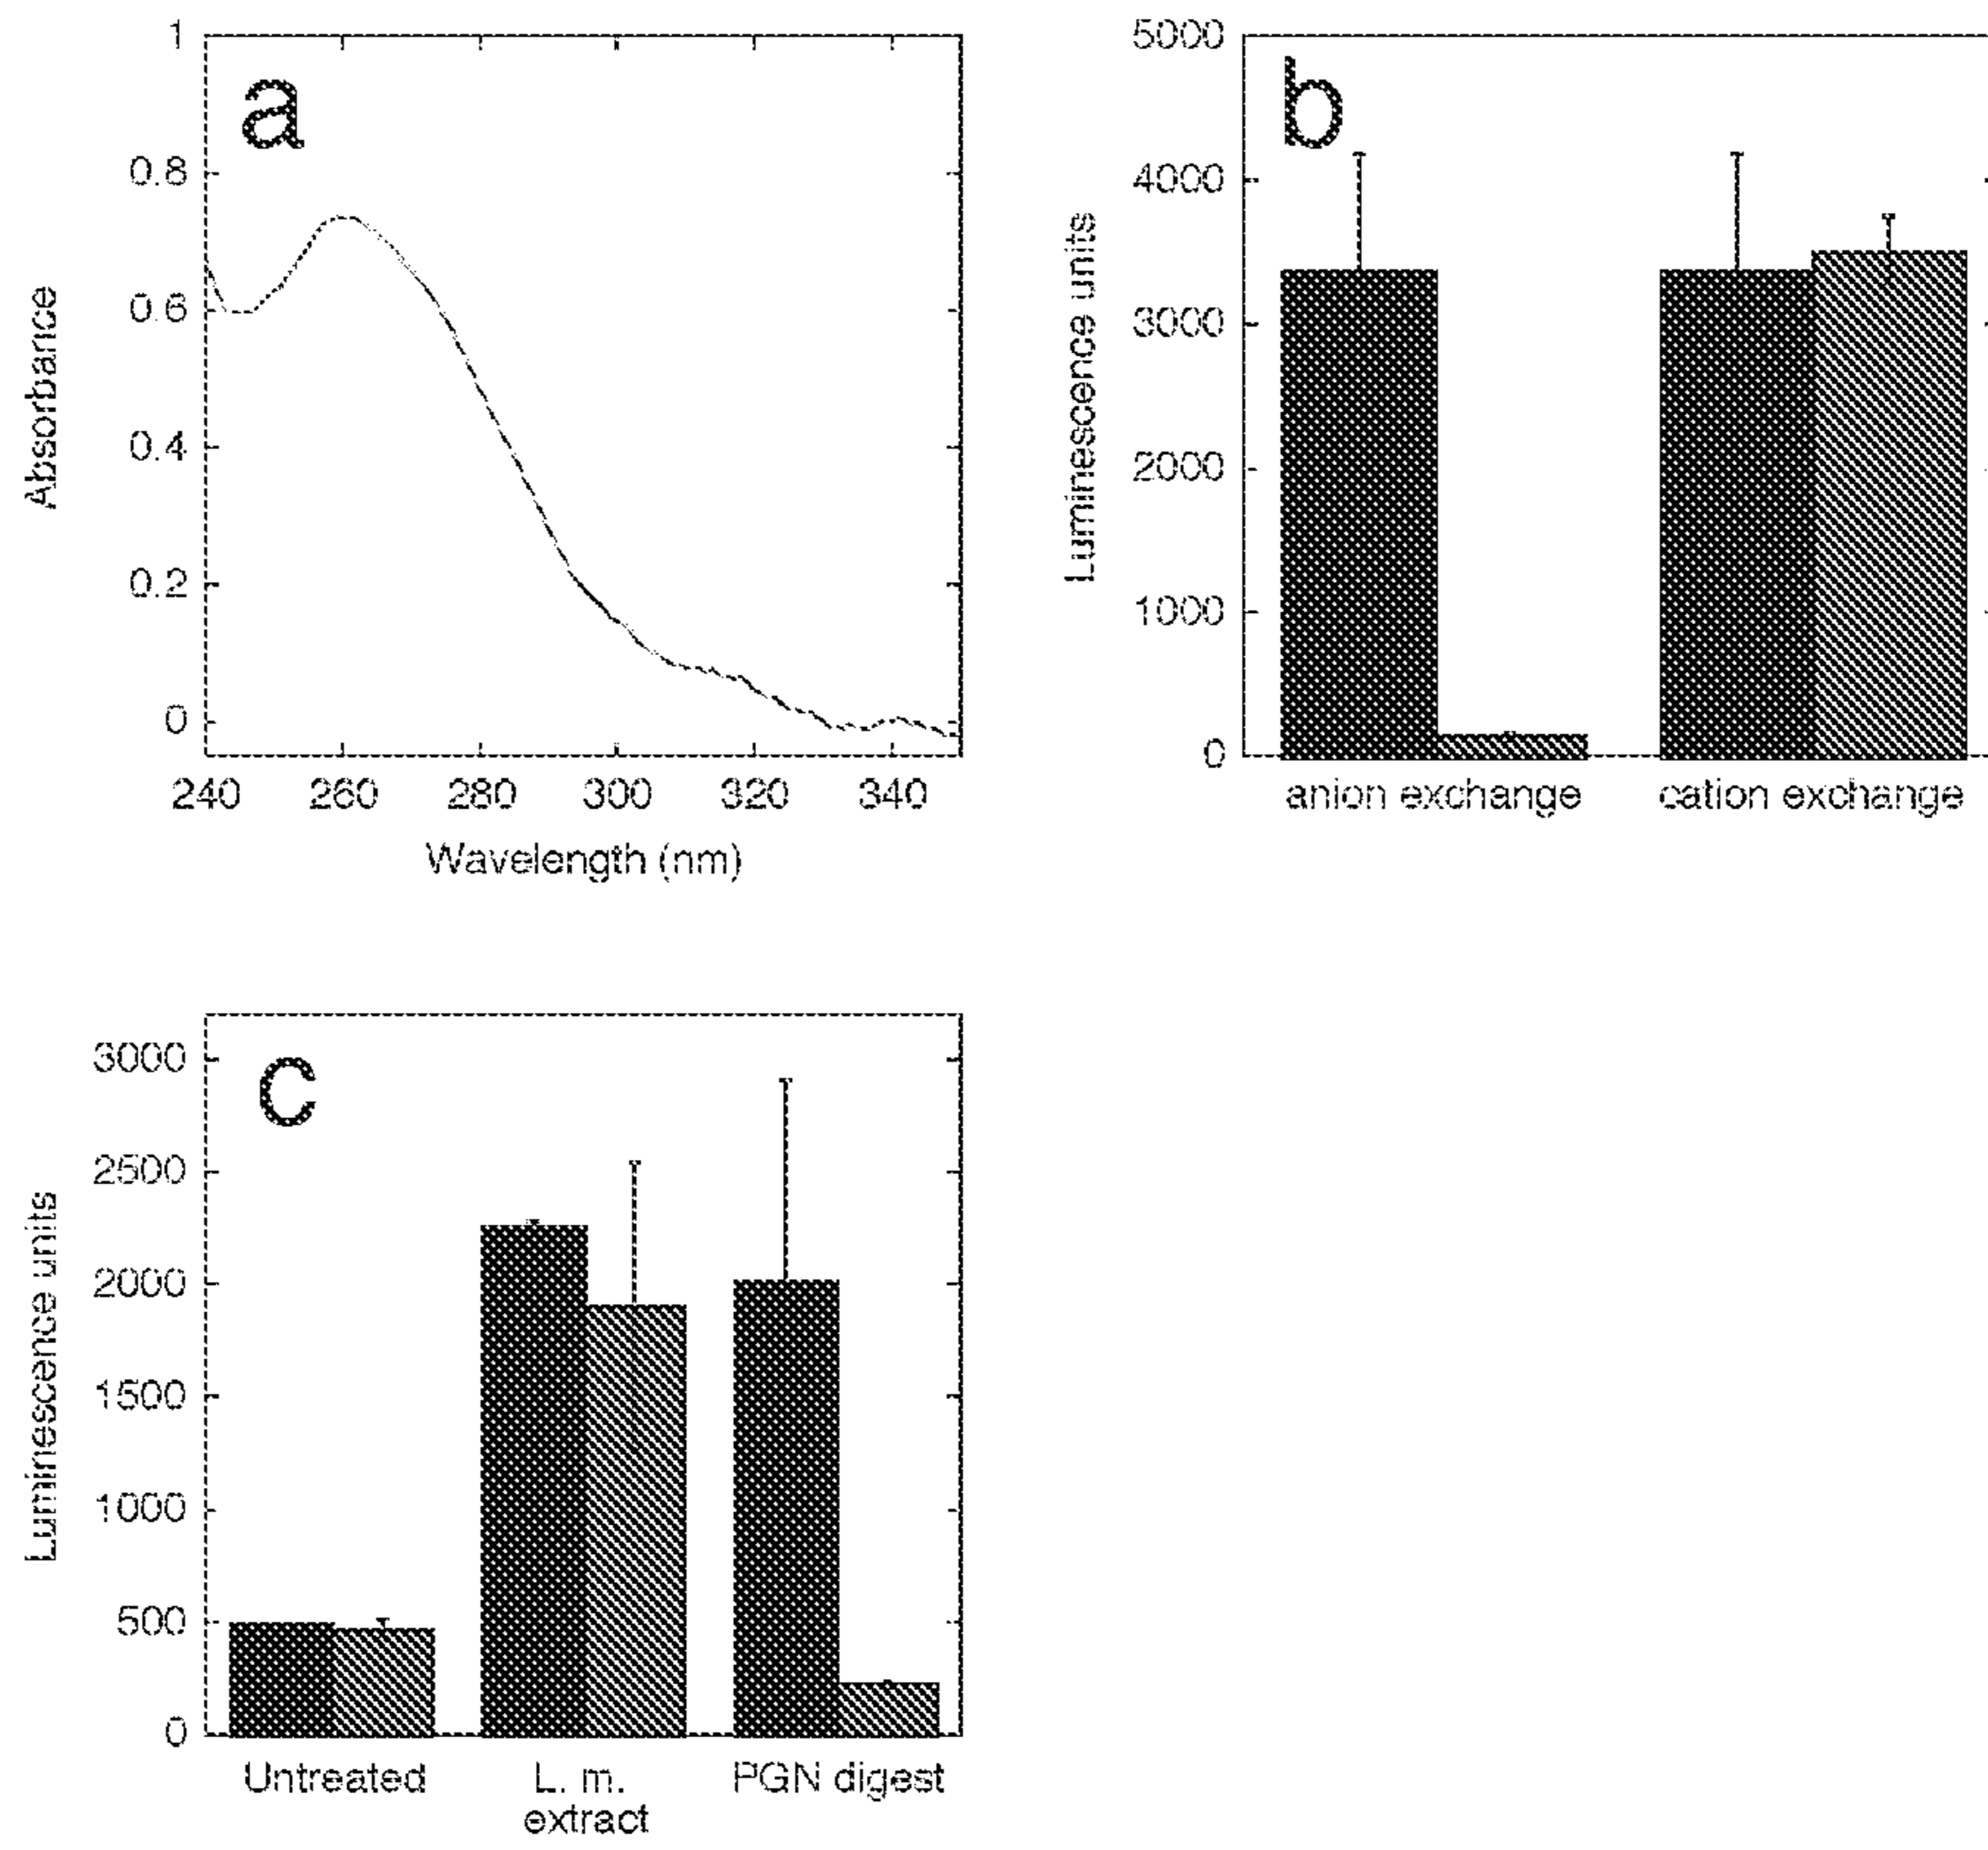 a
1
0.8
0.6
0.4
0.2
0
Absorbance
240 260 280 300 320 340
Wavelength (nm)
b
5000
4000
3000
2000
1000
0
Luminescence units
anion exchange cation exchange
c
3000
2500
2000
1500
1000
500
0
Luminescence units
Untreated L. m. PGN digest
extract